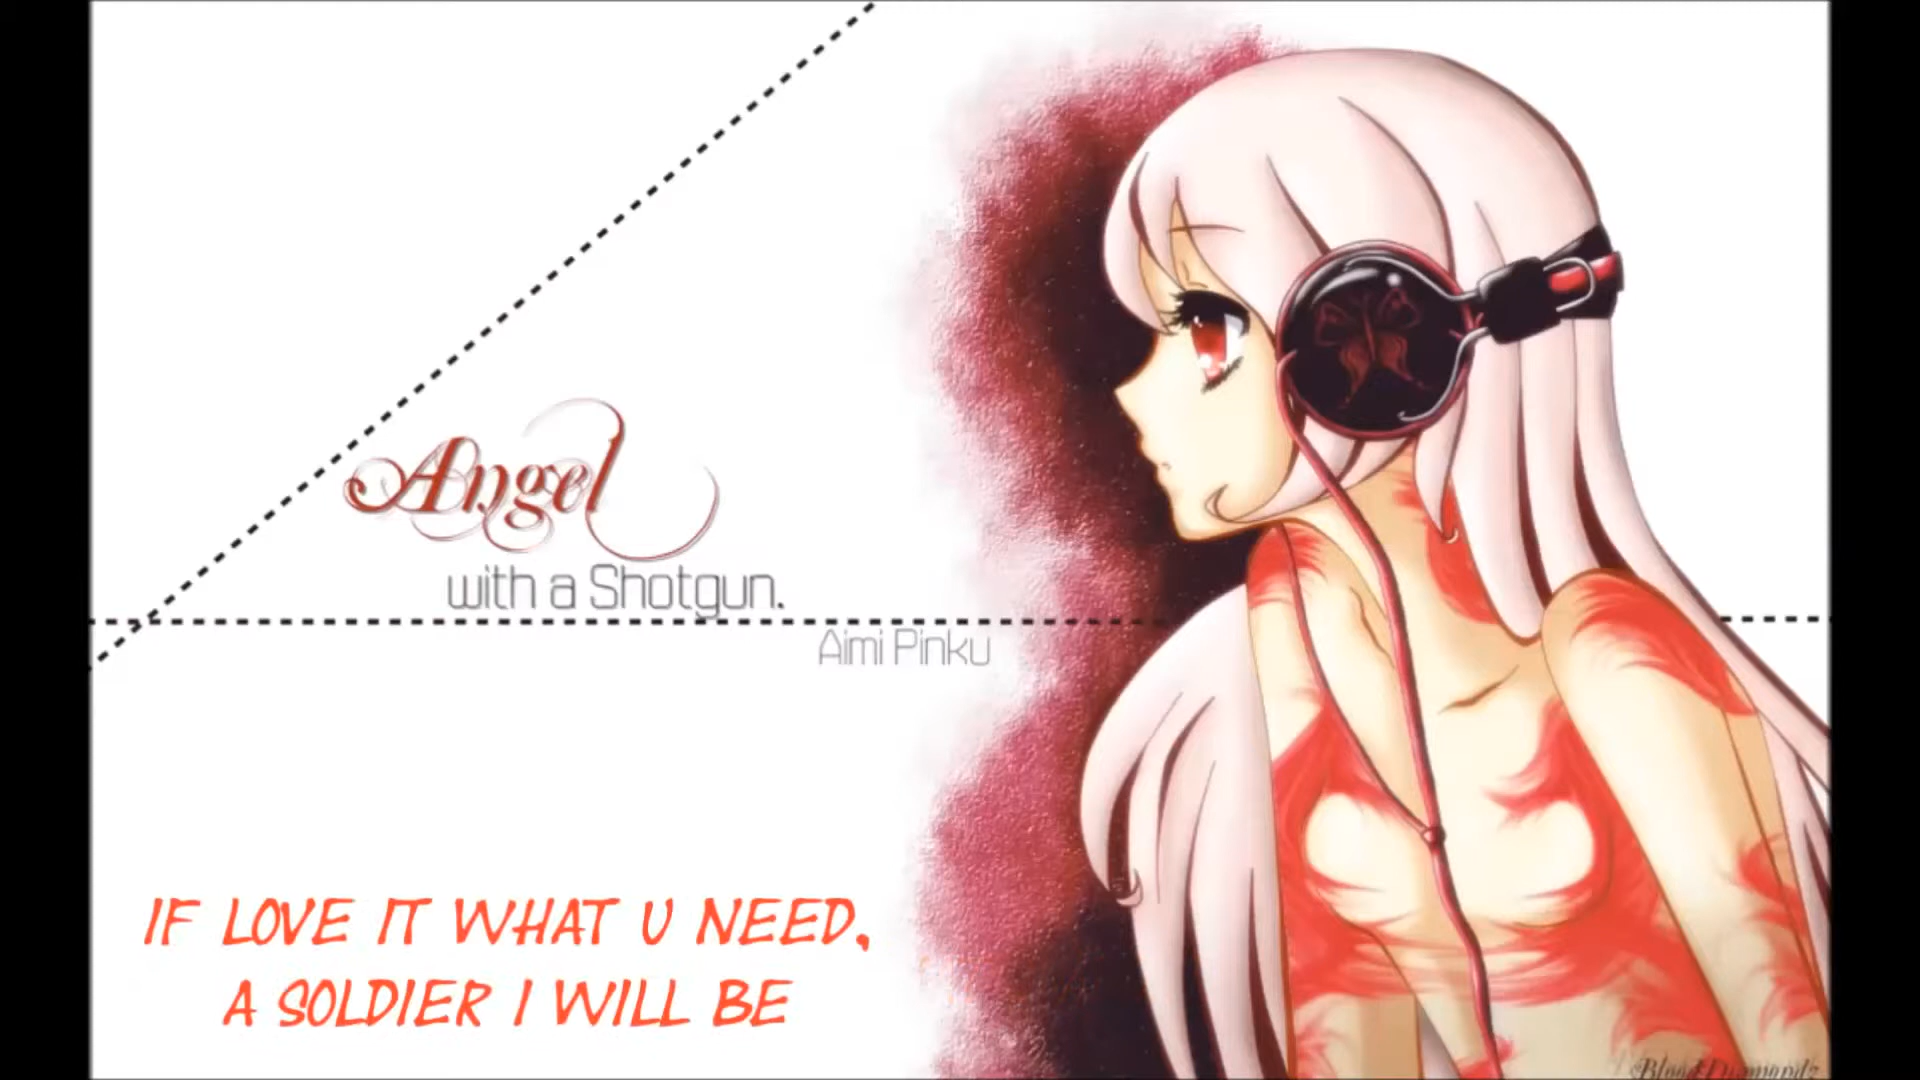 Angel
with a Shotgun.
Aimi Pinku
IF LOVE IT WHAT U NEED,
A SOLDIER I WILL BE